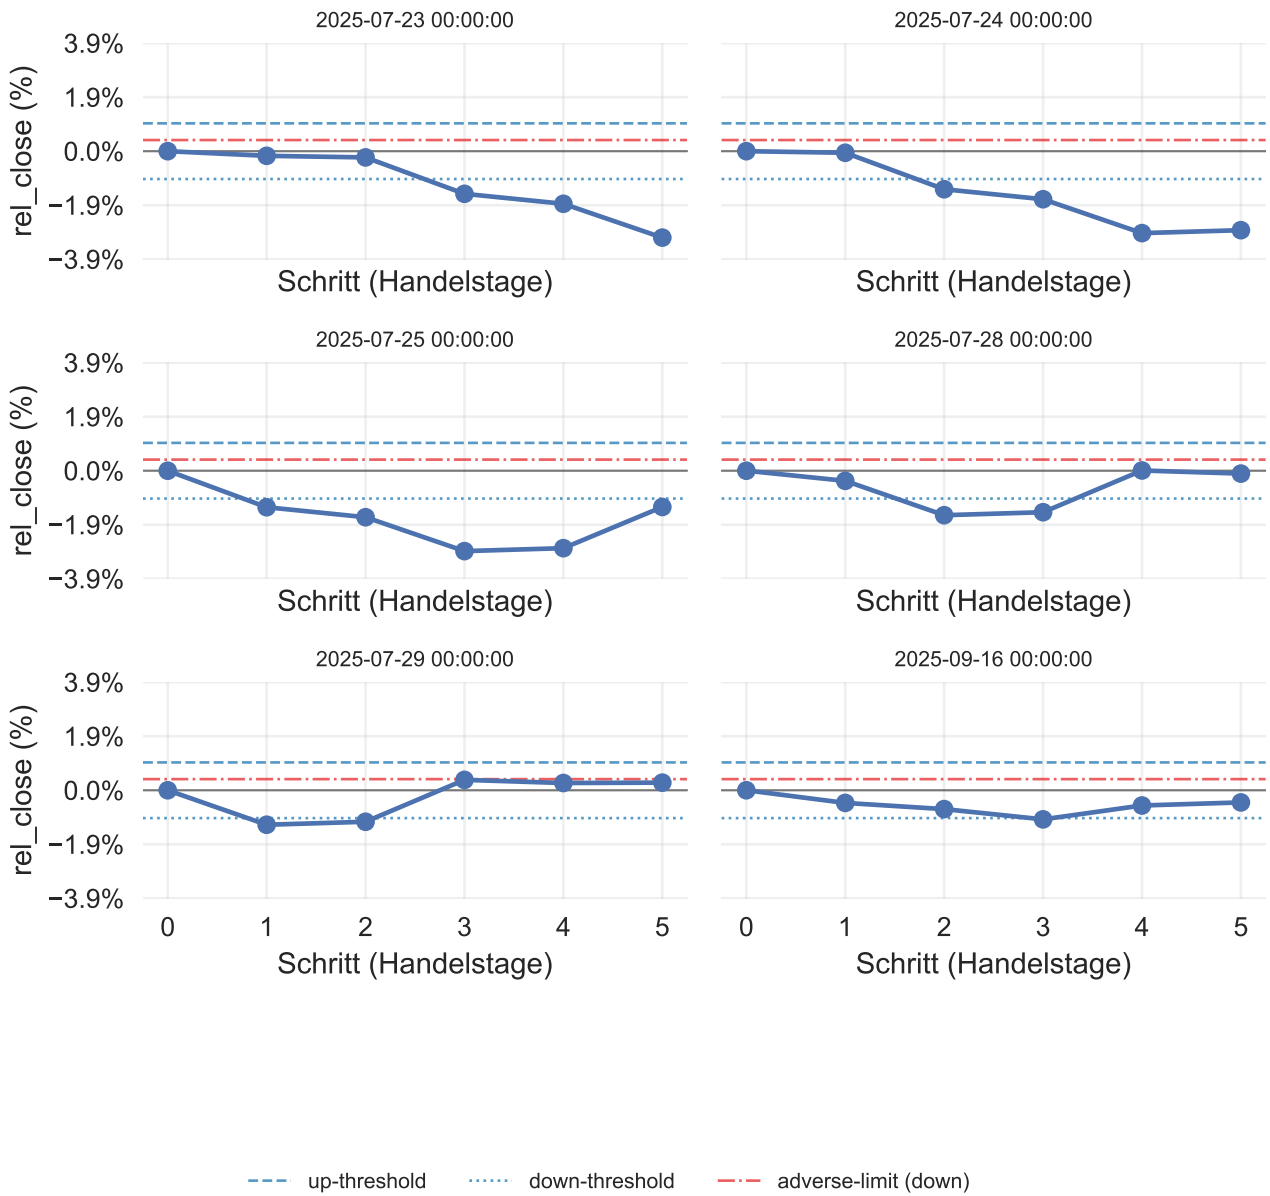 2025-07-23 00:00:00
2025-07-24 00:00:00
3.9%
1.9%
0.0%
−1.9%
−3.9%
rel_close (%)
Schritt (Handelstage)
Schritt (Handelstage)
2025-07-25 00:00:00
2025-07-28 00:00:00
3.9%
1.9%
0.0%
−1.9%
−3.9%
rel_close (%)
Schritt (Handelstage)
Schritt (Handelstage)
2025-07-29 00:00:00
2025-09-16 00:00:00
3.9%
1.9%
0.0%
−1.9%
−3.9%
rel_close (%)
0 1 2 3 4 5
0 1 2 3 4 5
Schritt (Handelstage)
Schritt (Handelstage)
up-threshold
down-threshold
adverse-limit (down)